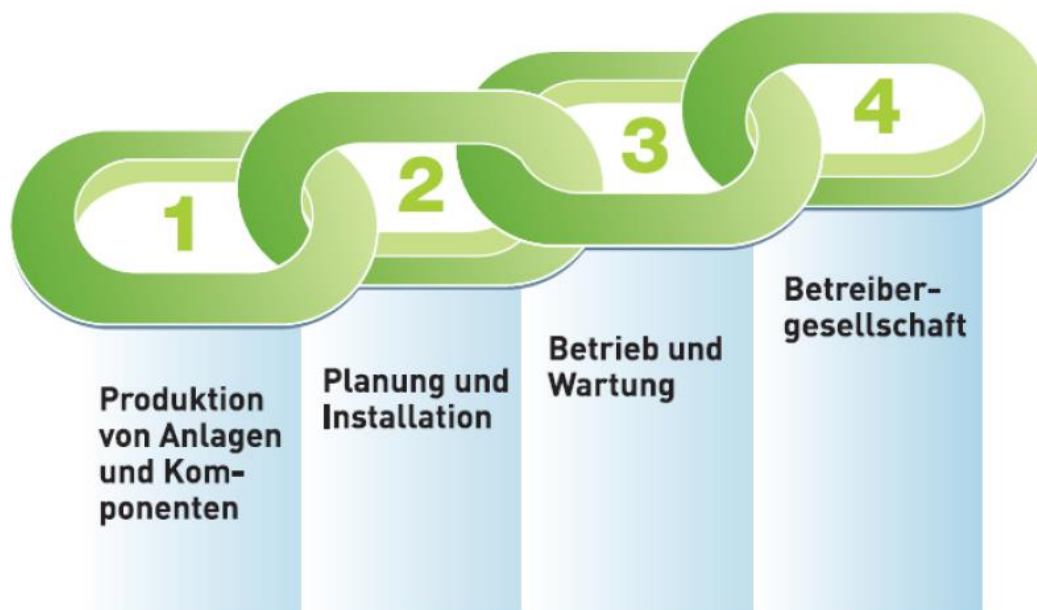 1
Produktion
von Anlagen
und Kom-
ponenten
2
Planung und
Installation
3
Betrieb und
Wartung
4
Betreiber-
gesellschaft